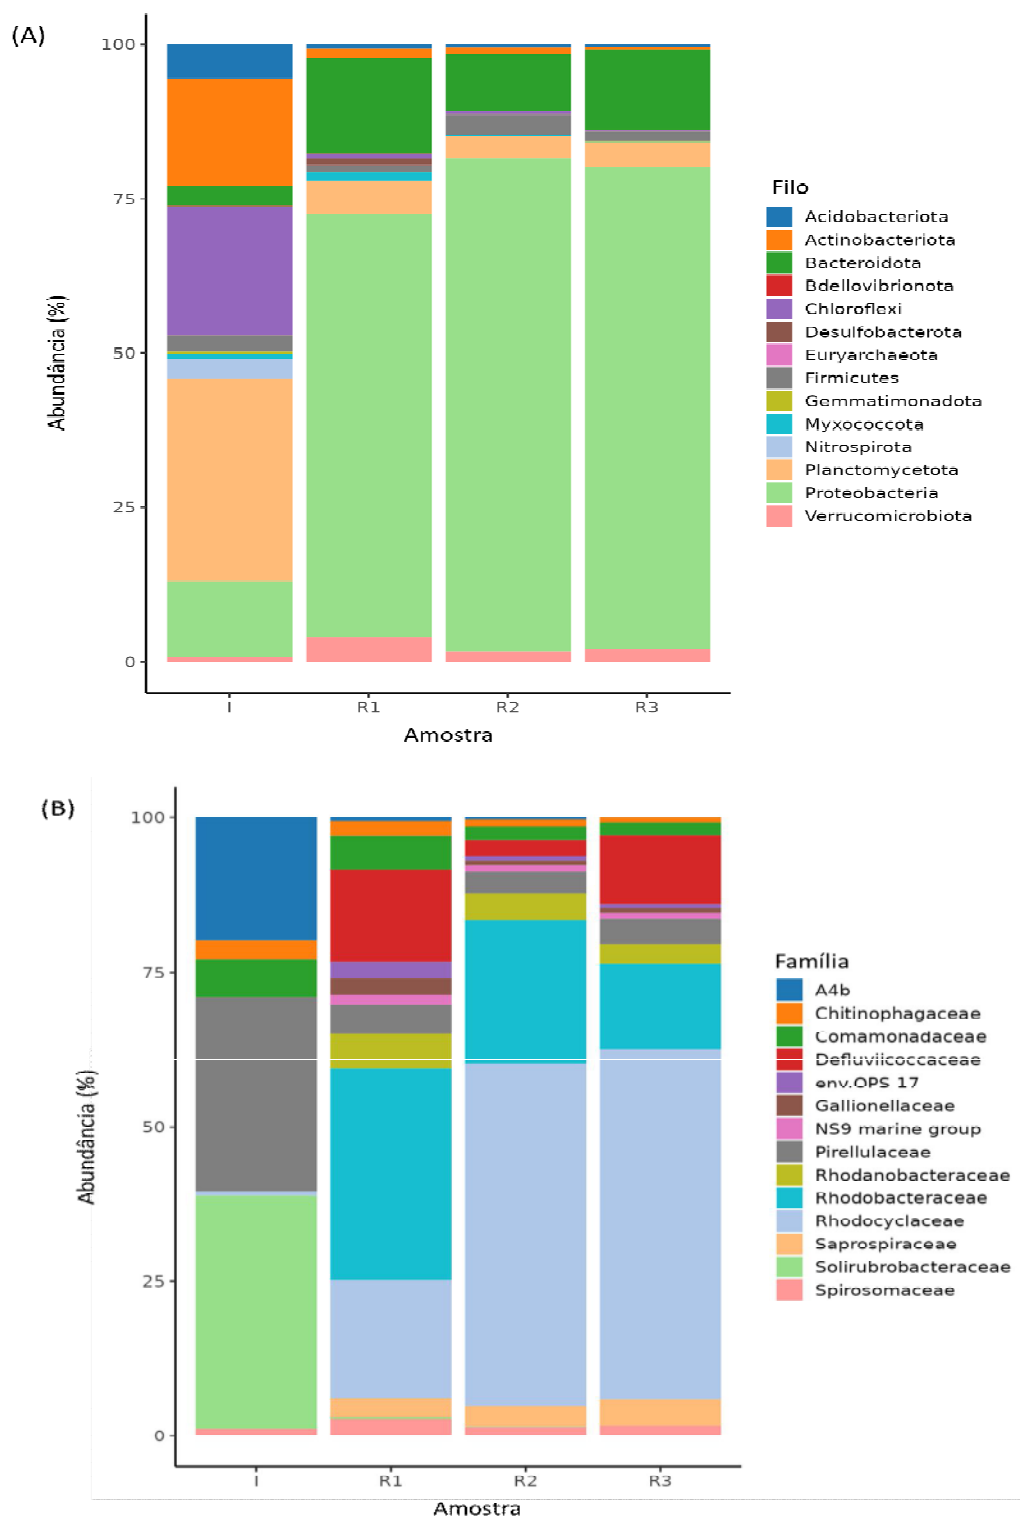 (A)
100
75
50
25
0
Abundância (%)
I
R1
R2
R3
Amostra
Filo
Acidobacteriota
Actinobacteriota
Bacteroidota
Bdellovibrionota
Chloroflexi
Desulfobacterota
Euryarchaeota
Firmicutes
Gemmatimonadota
Myxococcota
Nitrospirota
Planctomycetota
Proteobacteria
Verrucomicrobiota
(B)
100
75
50
25
0
Abundância (%)
I
R1
R2
R3
Amostra
Família
A4b
Chitinophagaceae
Comamonadaceae
Defluviicoccaceae
env.OPS 17
Gallionellaceae
NS9 marine group
Pirellulaceae
Rhodanobacteraceae
Rhodobacteraceae
Rhodocyclaceae
Saprospiraceae
Solirubrobacteraceae
Spirosomaceae